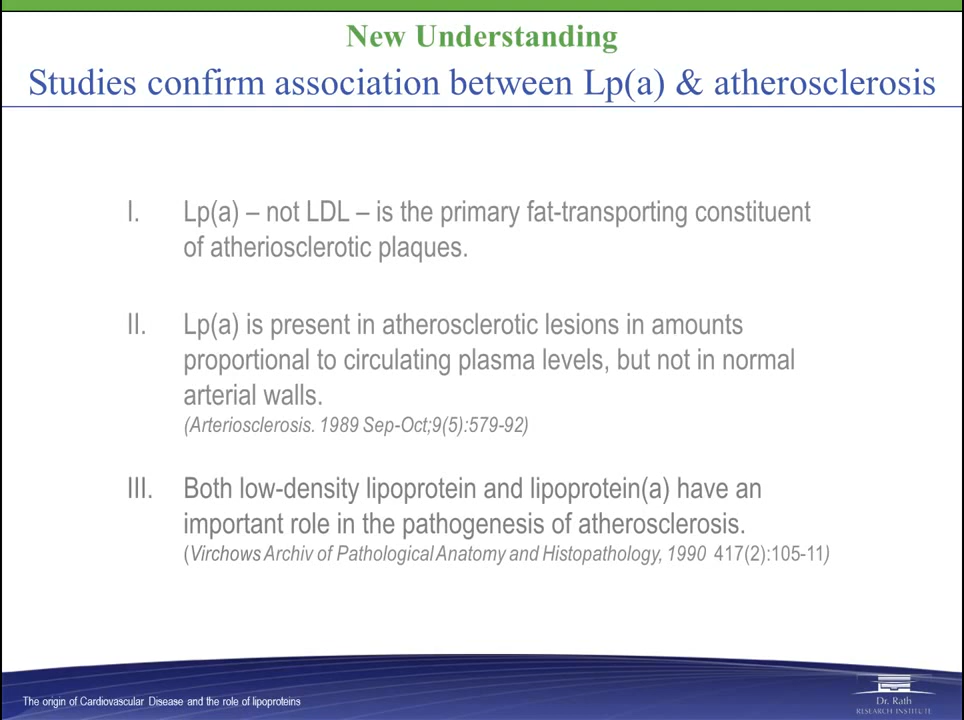 New Understanding
Studies confirm association between Lp(a) & atherosclerosis
I. Lp(a) – not LDL – is the primary fat-transporting constituent
of atheriosclerotic plaques.
II. Lp(a) is present in atherosclerotic lesions in amounts
proportional to circulating plasma levels, but not in normal
arterial walls.
(Arteriosclerosis. 1989 Sep-Oct;9(5):579-92)
III. Both low-density lipoprotein and lipoprotein(a) have an
important role in the pathogenesis of atherosclerosis.
(Virchows Archiv of Pathological Anatomy and Histopathology, 1990 417(2):105-11)
The origin of Cardiovascular Disease and the role of lipoproteins
Dr. Rath
RESEARCH INSTITUTE